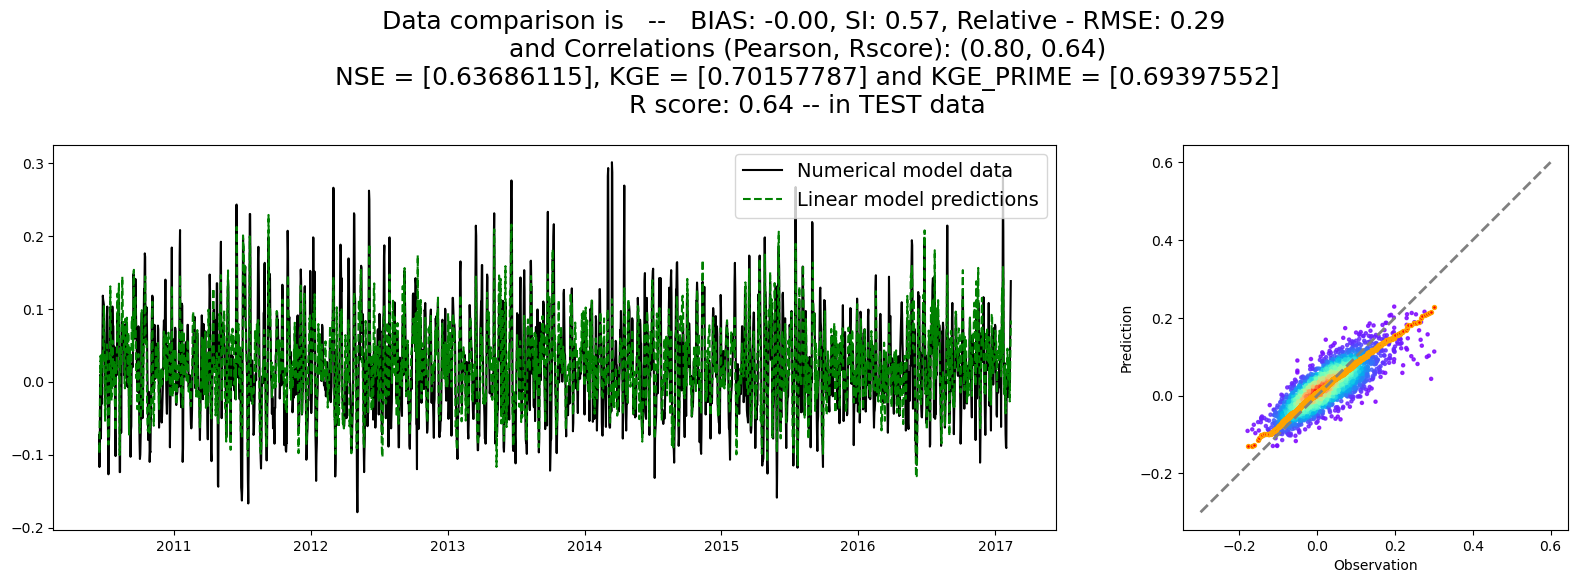 Data comparison is   --   BIAS: -0.00, SI: 0.57, Relative - RMSE: 0.29
and Correlations (Pearson, Rscore): (0.80, 0.64)
NSE = [0.63686115], KGE = [0.70157787] and KGE_PRIME = [0.69397552]
R score: 0.64 -- in TEST data
Numerical model data
Linear model predictions
0.3
0.2
0.1
0.0
−0.1
−0.2
2011 2012 2013 2014 2015 2016 2017
Prediction
0.6
0.4
0.2
0.0
−0.2
−0.2 0.0 0.2 0.4 0.6
Observation